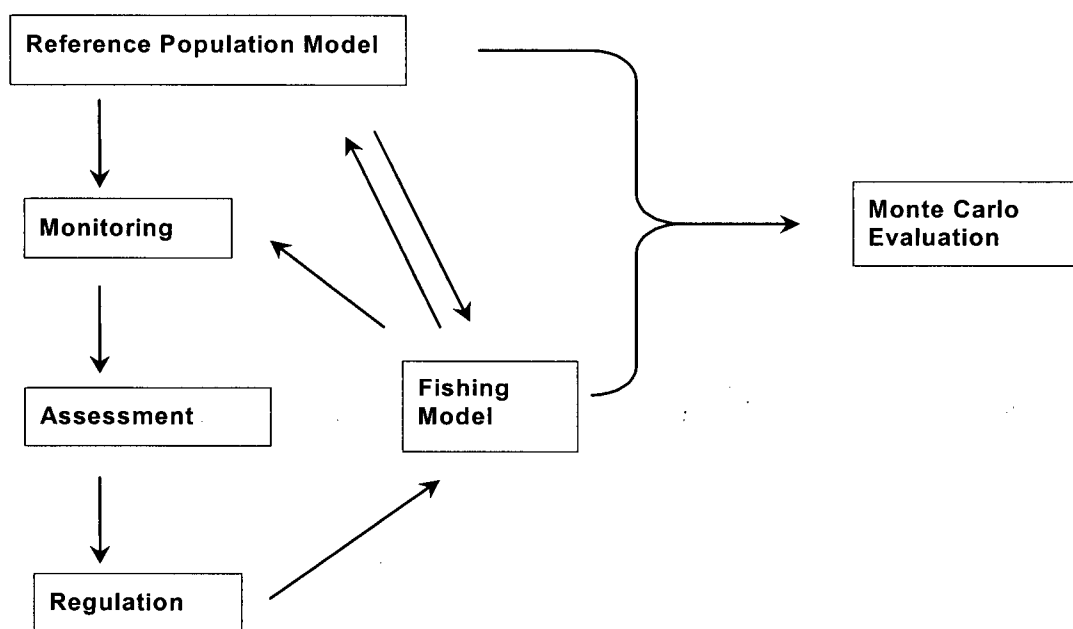 Reference Population Model
Monitoring
Monte Carlo
Evaluation
Fishing
Model
Assessment
Regulation